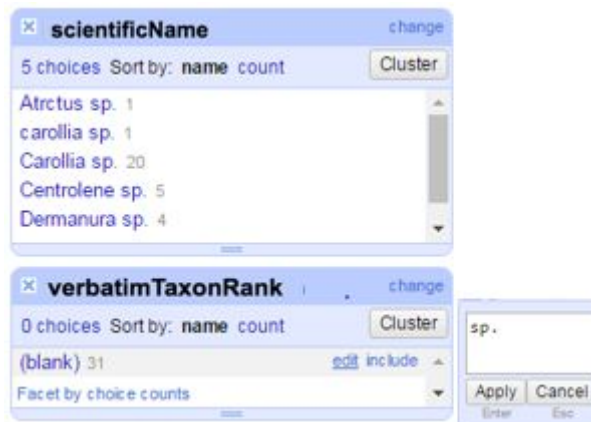 scientificName change
5 choices Sort by: name count Cluster
Atrctus sp. 1
carollia sp. 1
Carollia sp. 20
Centrolene sp. 5
Dermanura sp. 4
verbatimTaxonRank change
0 choices Sort by: name count Cluster
(blank) 31 edit include
Facet by choice counts
sp.
Apply Cancel
Enter Esc